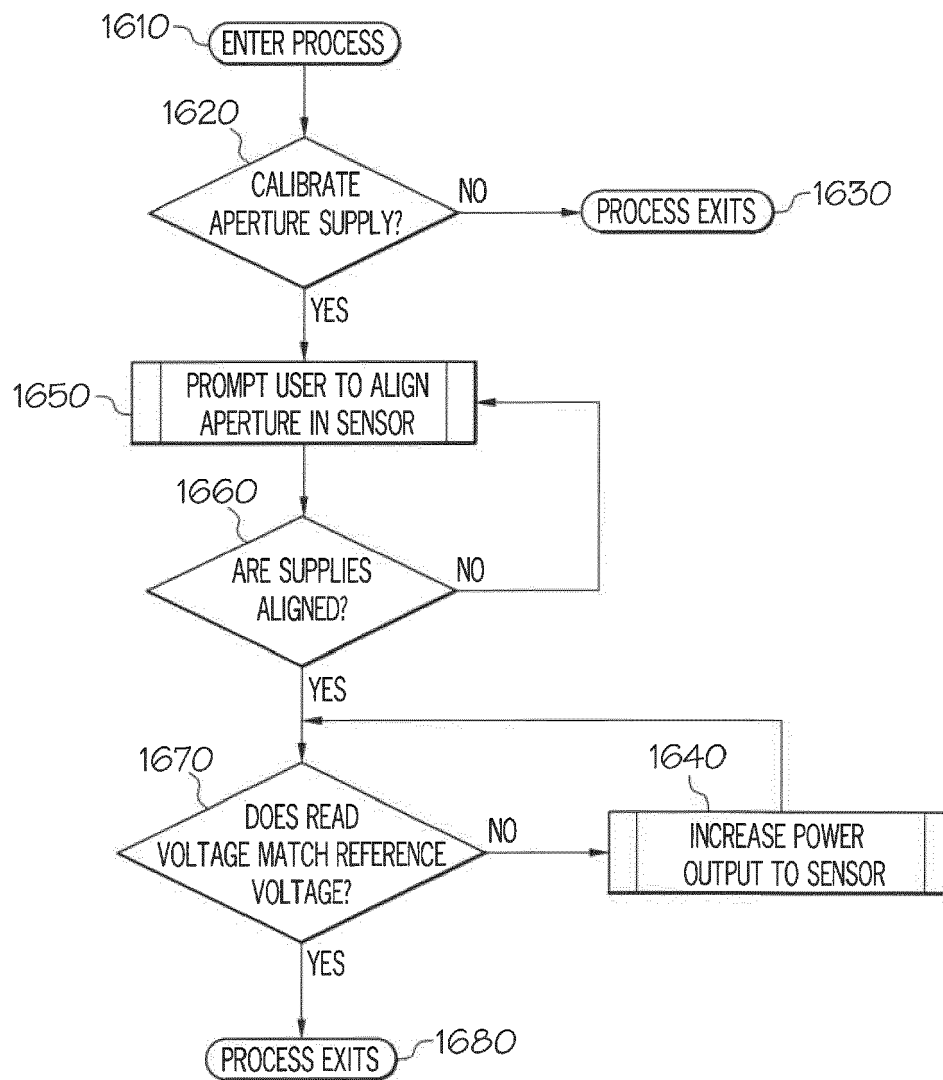 1610
ENTER PROCESS
1620
CALIBRATE
APERTURE SUPPLY?
NO
PROCESS EXITS
1630
YES
1650
PROMPT USER TO ALIGN
APERTURE IN SENSOR
1660
ARE SUPPLIES
ALIGNED?
NO
YES
1670
DOES READ
VOLTAGE MATCH REFERENCE
VOLTAGE?
NO
1640
INCREASE POWER
OUTPUT TO SENSOR
YES
PROCESS EXITS
1680